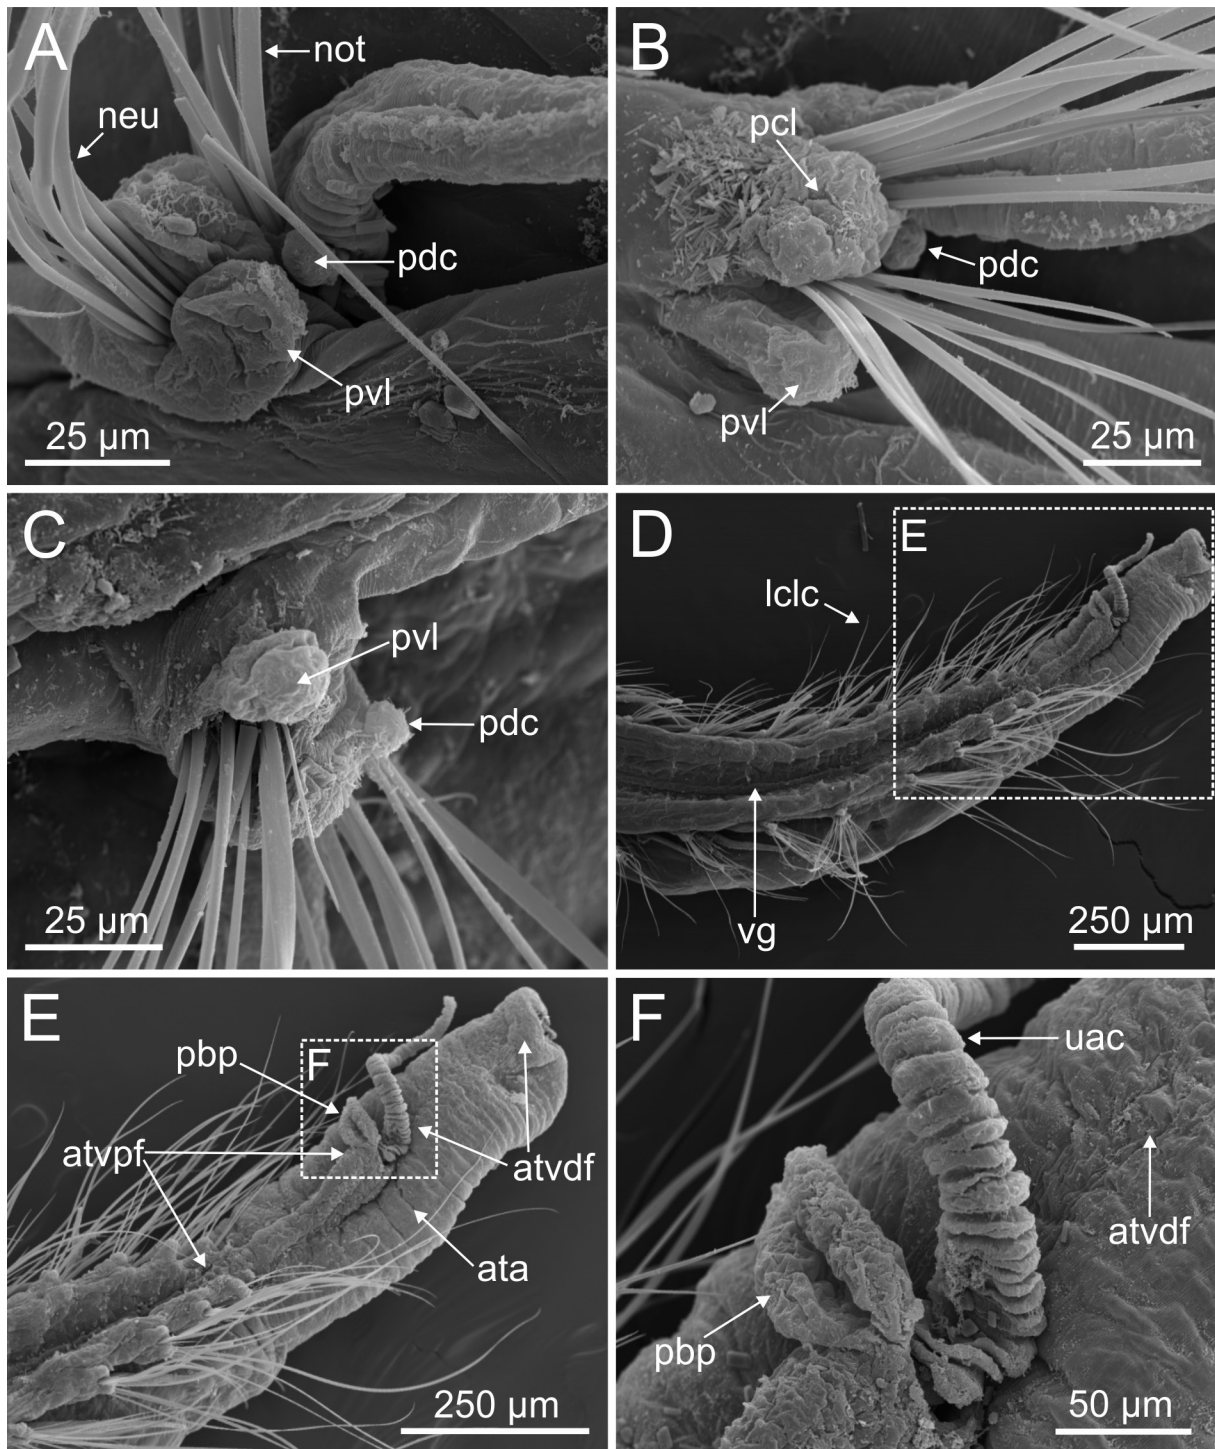 A
not
neu
pdc
pvl
25 µm
B
pcl
pdc
pvl
25 µm
C
pvl
pdc
25 µm
D
E
lclc
vg
250 µm
E
pbp
F
atvpf
atvdf
ata
250 µm
F
uac
atvdf
pbp
50 µm